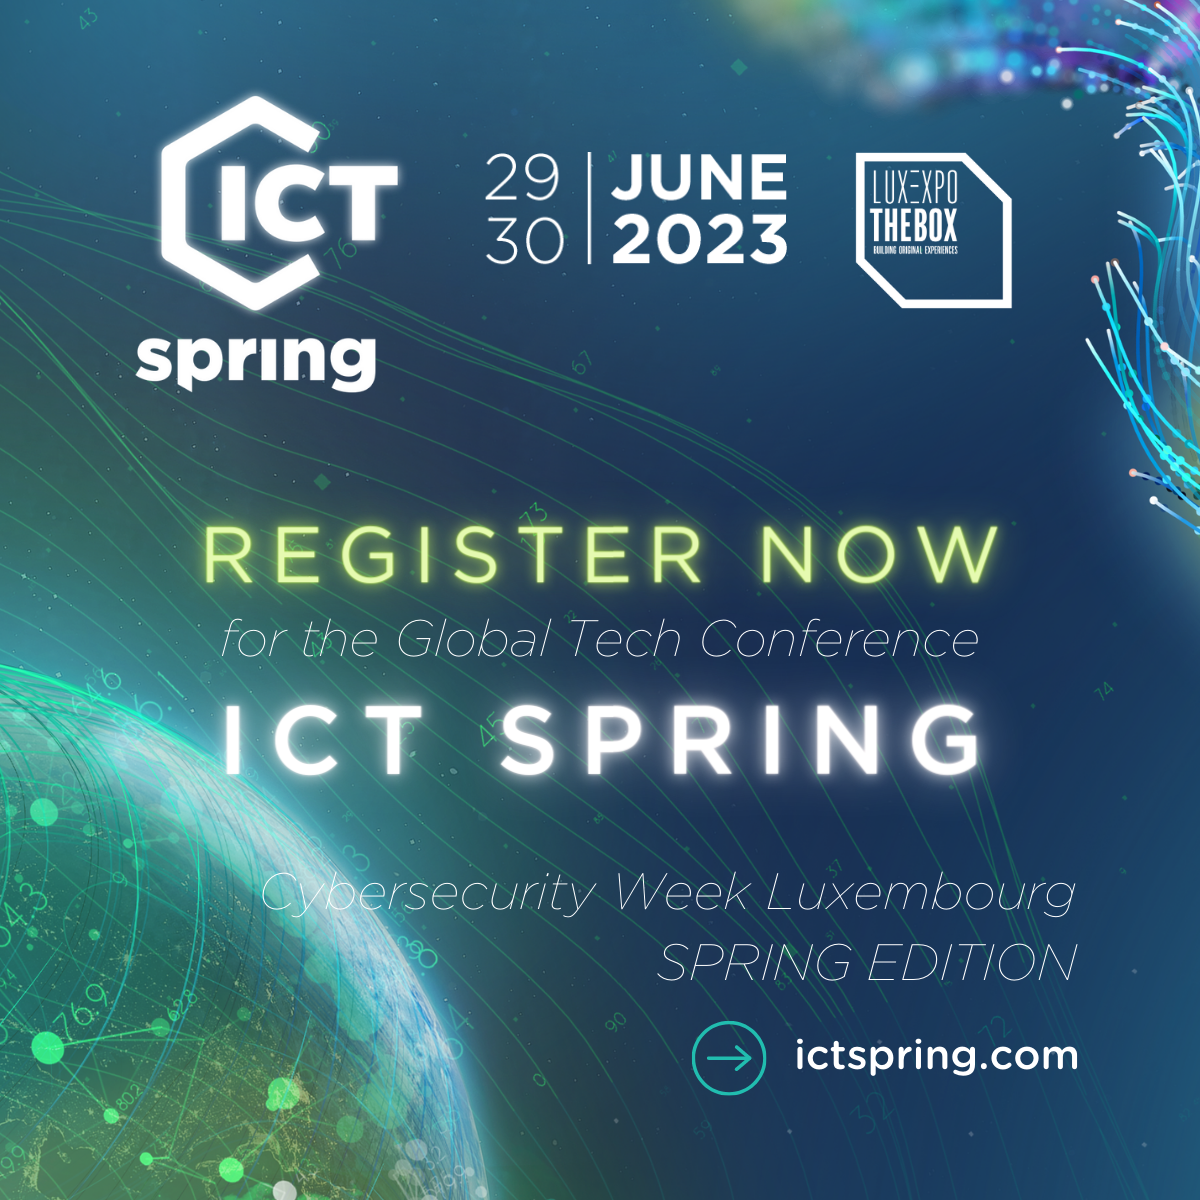 ICT
spring
29
30
JUNE
2023
LUXEXPO
THEBOX
BUILDING ORIGINAL EXPERIENCES
REGISTER NOW
for the Global Tech Conference
ICT SPRING
Cybersecurity Week Luxembourg
SPRING EDITION
ictspring.com